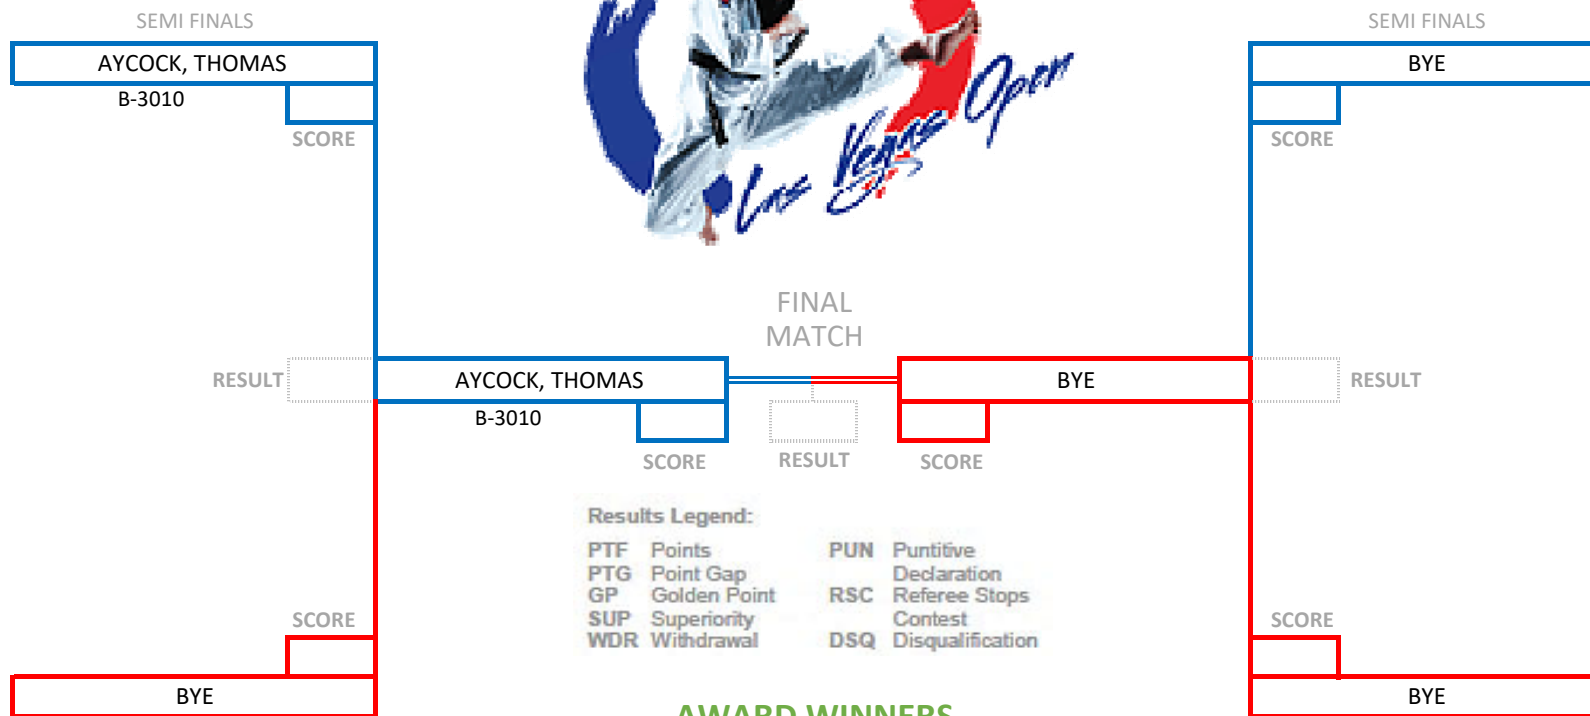 SEMI FINALS
SEMI FINALS
AYCOCK, THOMAS
BYE
B-3010
SCORE
SCORE
Las Vegas Open
FINAL
MATCH
RESULT
AYCOCK, THOMAS
BYE
RESULT
B-3010
SCORE
RESULT
SCORE
Results Legend:
PTF Points
PTG Point Gap
GP Golden Point
SUP Superiority
WDR Withdrawal
PUN Puntitive
Declaration
RSC Referee Stops
Contest
DSQ Disqualification
SCORE
SCORE
BYE
BYE
AWARD WINNERS